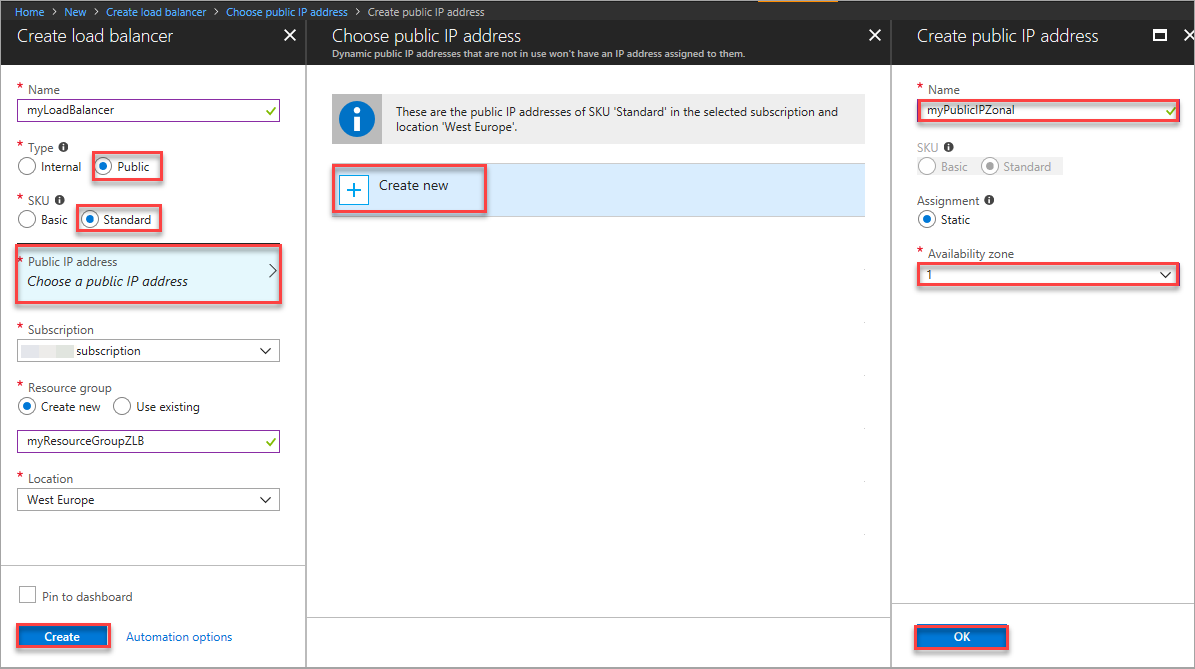 Home > New > Create load balancer > Choose public IP address > Create public IP address
Create load balancer
* Name
myLoadBalancer
* Type
Internal Public
* SKU
Basic Standard
* Public IP address
Choose a public IP address
* Subscription
subscription
* Resource group
Create new Use existing
myResourceGroupZLB
* Location
West Europe
Pin to dashboard
Create Automation options
Choose public IP address
Dynamic public IP addresses that are not in use won't have an IP address assigned to them.
These are the public IP addresses of SKU 'Standard' in the selected subscription and
location 'West Europe'.
Create new
Create public IP address
* Name
myPublicIPZonal
SKU
Basic Standard
Assignment
Static
* Availability zone
1
OK